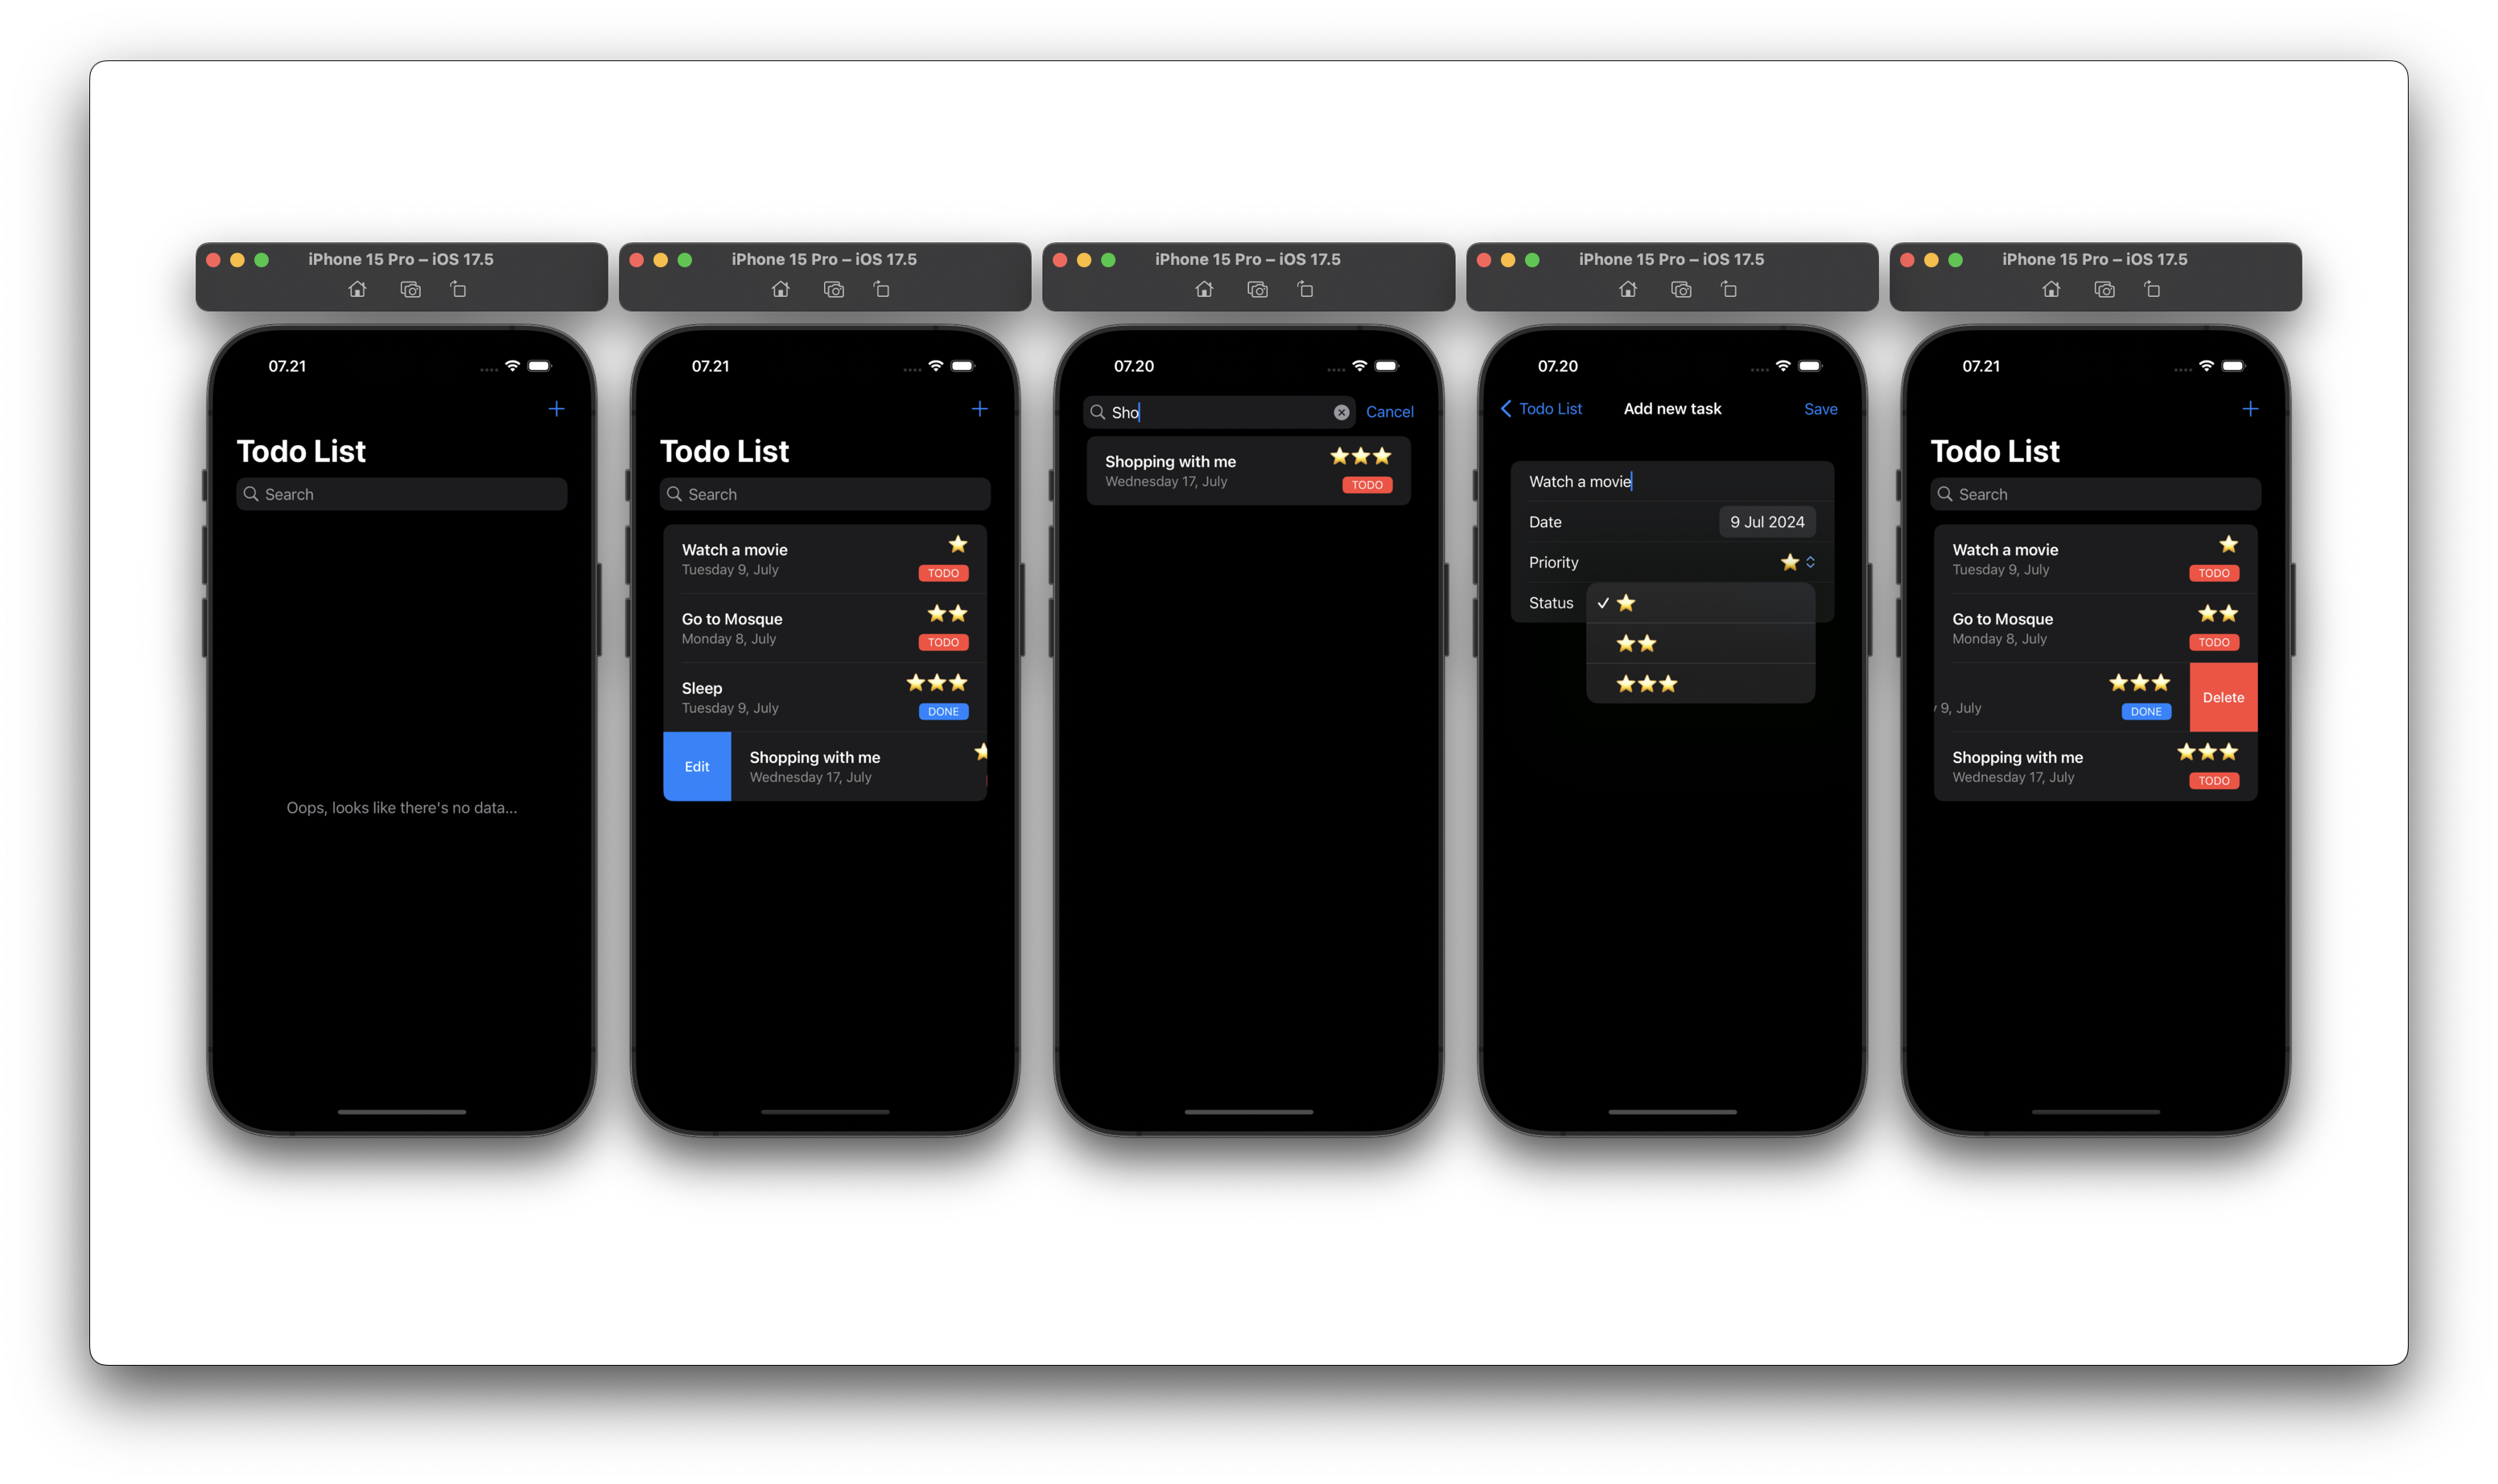 iPhone 15 Pro – iOS 17.5
07.21
Todo List
Search
Oops, looks like there's no data...
iPhone 15 Pro – iOS 17.5
07.21
Todo List
Search
Watch a movie
Tuesday 9, July
TODO
Go to Mosque
Monday 8, July
TODO
Sleep
Tuesday 9, July
DONE
Edit
Shopping with me
Wednesday 17, July
iPhone 15 Pro – iOS 17.5
07.20
Sho
Cancel
Shopping with me
Wednesday 17, July
TODO
iPhone 15 Pro – iOS 17.5
07.20
Todo List
Add new task
Save
Watch a movie
Date
9 Jul 2024
Priority
Status
iPhone 15 Pro – iOS 17.5
07.21
Todo List
Search
Watch a movie
Tuesday 9, July
TODO
Go to Mosque
Monday 8, July
TODO
9, July
DONE
Delete
Shopping with me
Wednesday 17, July
TODO